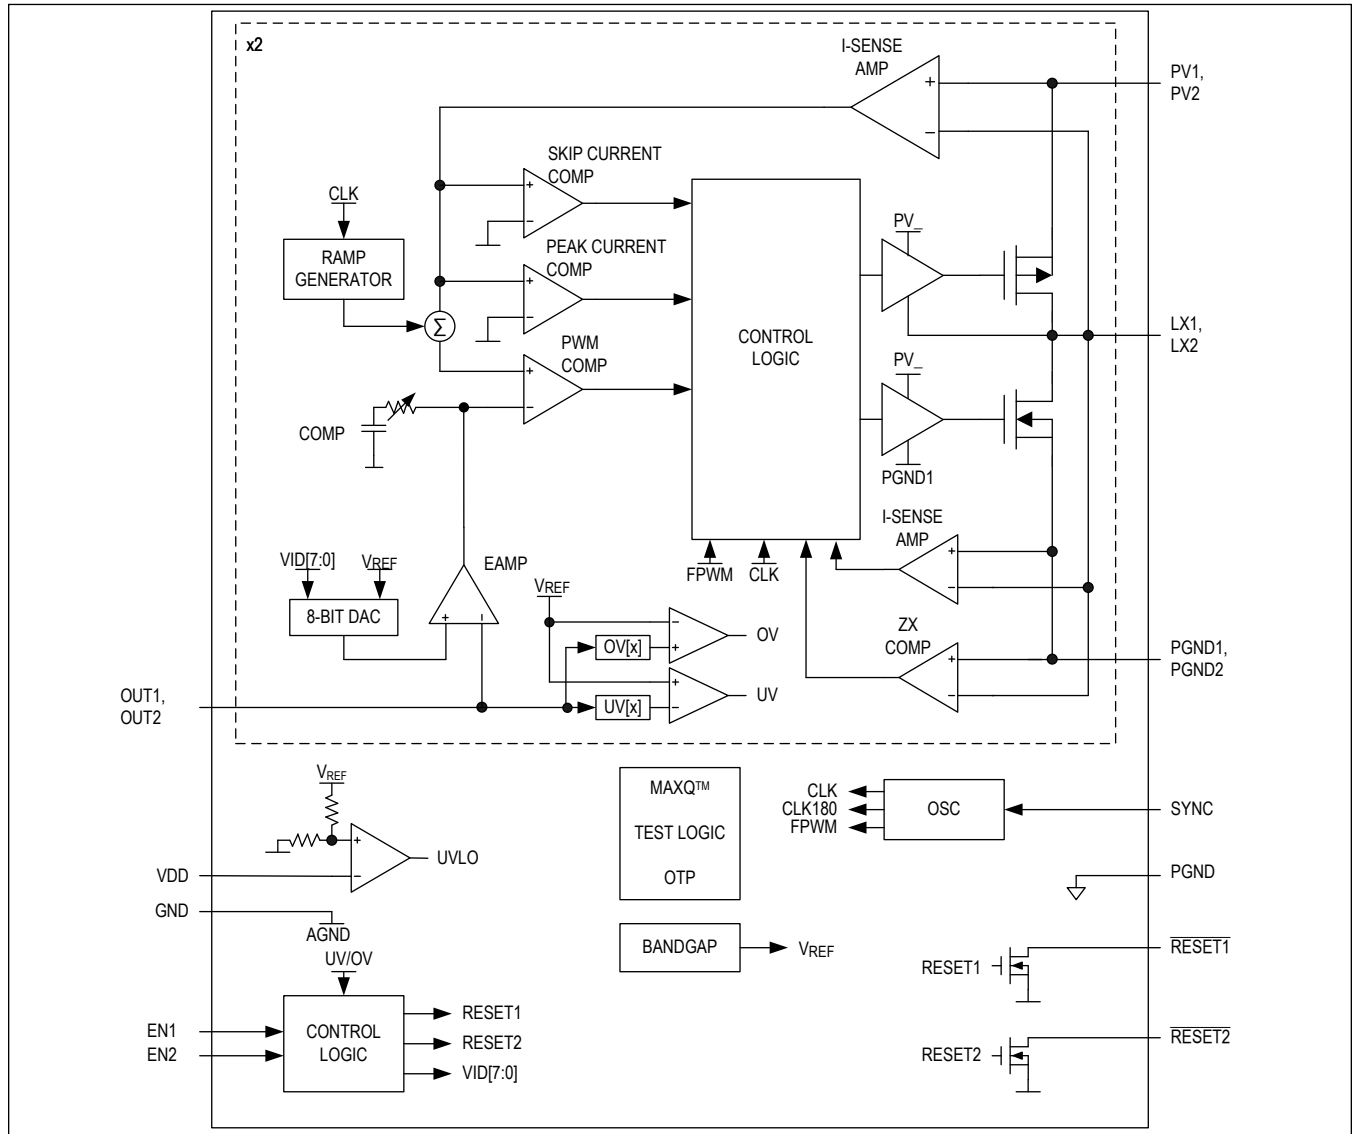 x2
I-SENSE
AMP
PV1,
PV2
+
−
SKIP CURRENT
COMP
+
−
CLK
RAMP
GENERATOR
PEAK CURRENT
COMP
+
−
Σ
PWM
COMP
+
−
COMP
CONTROL
LOGIC
PV_
LX1,
LX2
PV_
PGND1
I-SENSE
AMP
+
−
FPWM
CLK
VID[7:0]
VREF
EAMP
8-BIT DAC
+
−
VREF
OV[x]
−
+
OV
UV[x]
+
−
UV
ZX
COMP
+
−
PGND1,
PGND2
OUT1,
OUT2
VREF
+
−
UVLO
VDD
GND
AGND
MAXQ™
TEST LOGIC
OTP
CLK
CLK180
FPWM
OSC
SYNC
PGND
BANDGAP
VREF
RESET1
RESET1
UV/OV
EN1
EN2
CONTROL
LOGIC
RESET1
RESET2
VID[7:0]
RESET2
RESET2